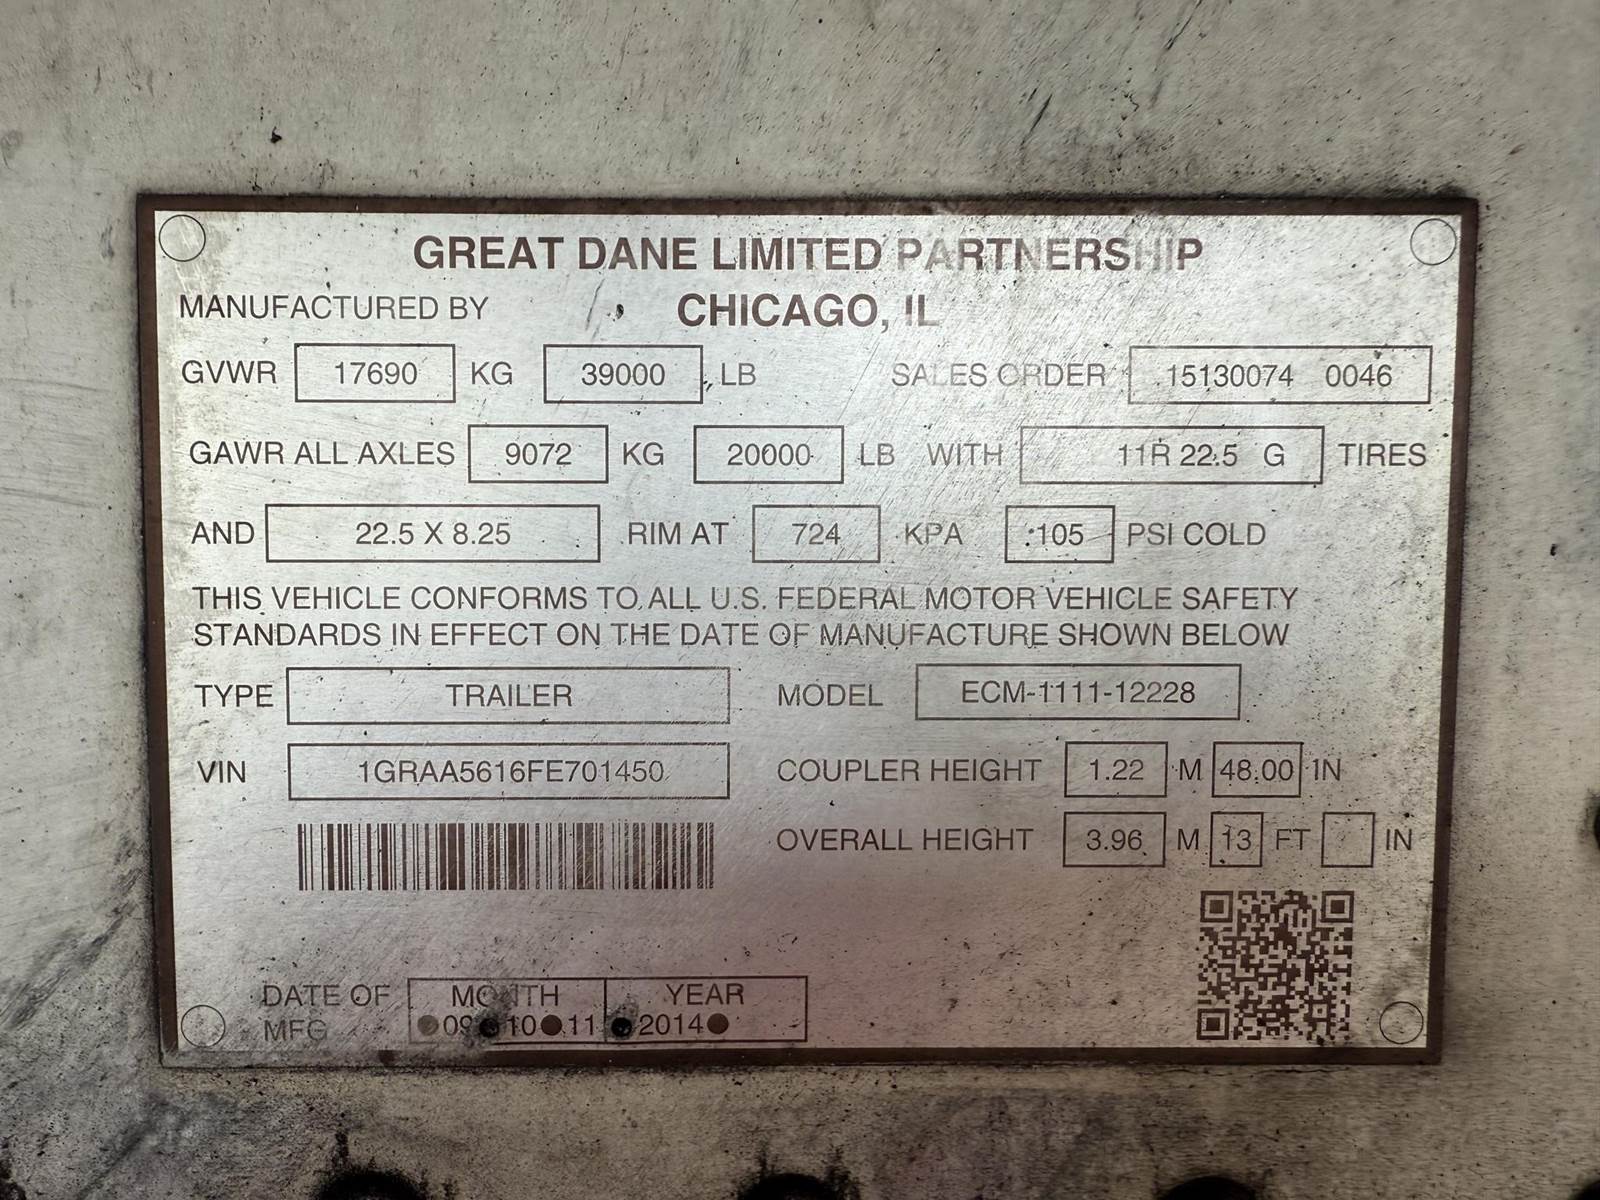 GREAT DANE LIMITED PARTNERSHIP
MANUFACTURED BY CHICAGO, IL
GVWR 17690 KG 39000 LB SALES ORDER 15130074 0046
GAWR ALL AXLES 9072 KG 20000 LB WITH 11R 22.5 G TIRES
AND 22.5 X 8.25 RIM AT 724 KPA 105 PSI COLD
THIS VEHICLE CONFORMS TO ALL U.S. FEDERAL MOTOR VEHICLE SAFETY
STANDARDS IN EFFECT ON THE DATE OF MANUFACTURE SHOWN BELOW
TYPE TRAILER MODEL ECM-1111-12228
VIN 1GRAA5616FE701450 COUPLER HEIGHT 1.22 M 48.00 IN
OVERALL HEIGHT 3.96 M 13 FT IN
DATE OF MONTH YEAR
MFG 09 10 11 2014